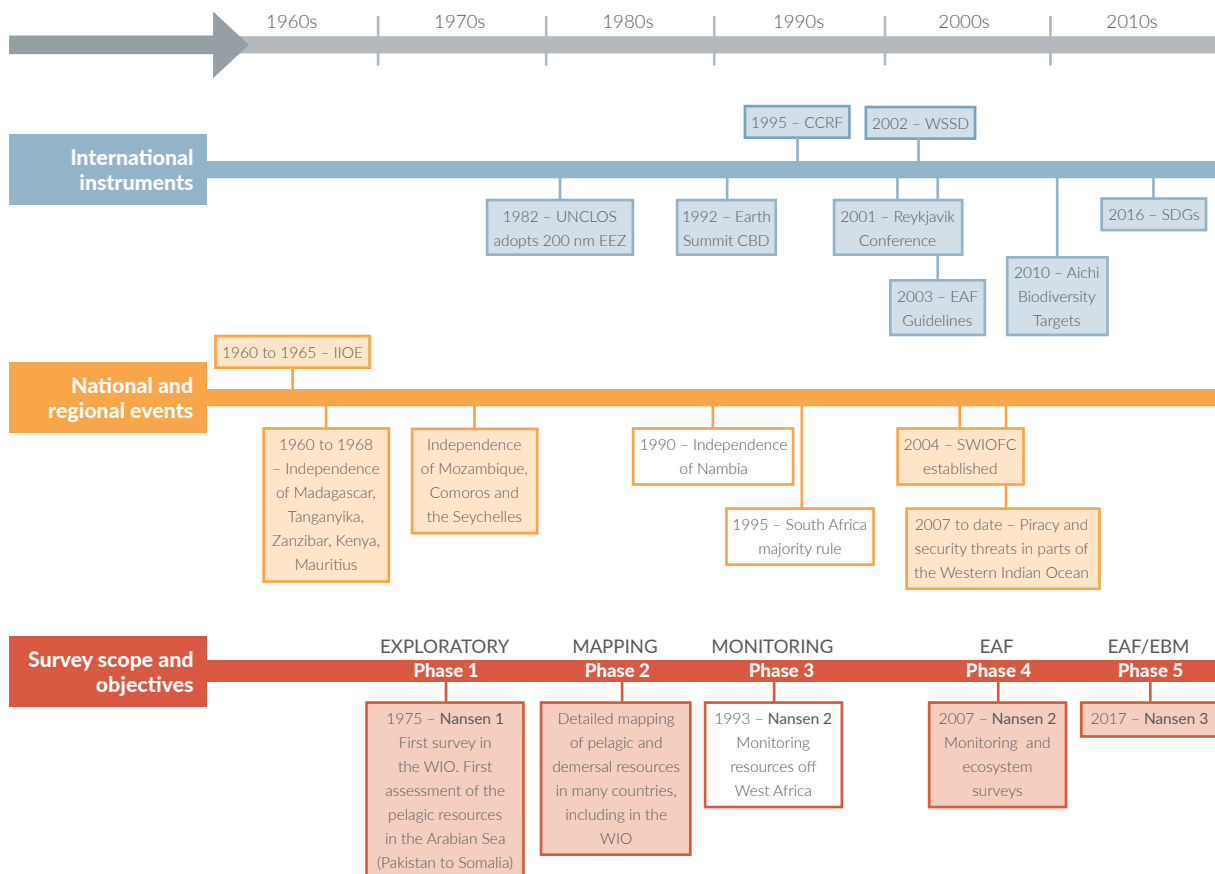 1960s
1970s
1980s
1990s
2000s
2010s
International
instruments
1995 – CCRF
2002 – WSSD
1982 – UNCLOS
adopts 200 nm EEZ
1992 – Earth
Summit CBD
2001 – Reykjavik
Conference
2003 – EAF
Guidelines
2010 – Aichi
Biodiversity
Targets
2016 – SDGs
National and
regional events
1960 to 1965 – IIOE
1960 to 1968
– Independence
of Madagascar,
Tanganyika,
Zanzibar, Kenya,
Mauritius
Independence
of Mozambique,
Comoros and
the Seychelles
1990 – Independence
of Nambia
1995 – South Africa
majority rule
2004 – SWIOFC
established
2007 to date – Piracy and
security threats in parts of
the Western Indian Ocean
Survey scope and
objectives
EXPLORATORY
Phase 1
1975 – Nansen 1
First survey in
the WIO. First
assessment of the
pelagic resources
in the Arabian Sea
(Pakistan to Somalia)
MAPPING
Phase 2
Detailed mapping
of pelagic and
demersal resources
in many countries,
including in the
WIO
MONITORING
Phase 3
1993 – Nansen 2
Monitoring
resources off
West Africa
EAF
Phase 4
2007 – Nansen 2
Monitoring and
ecosystem
surveys
EAF/EBM
Phase 5
2017 – Nansen 3